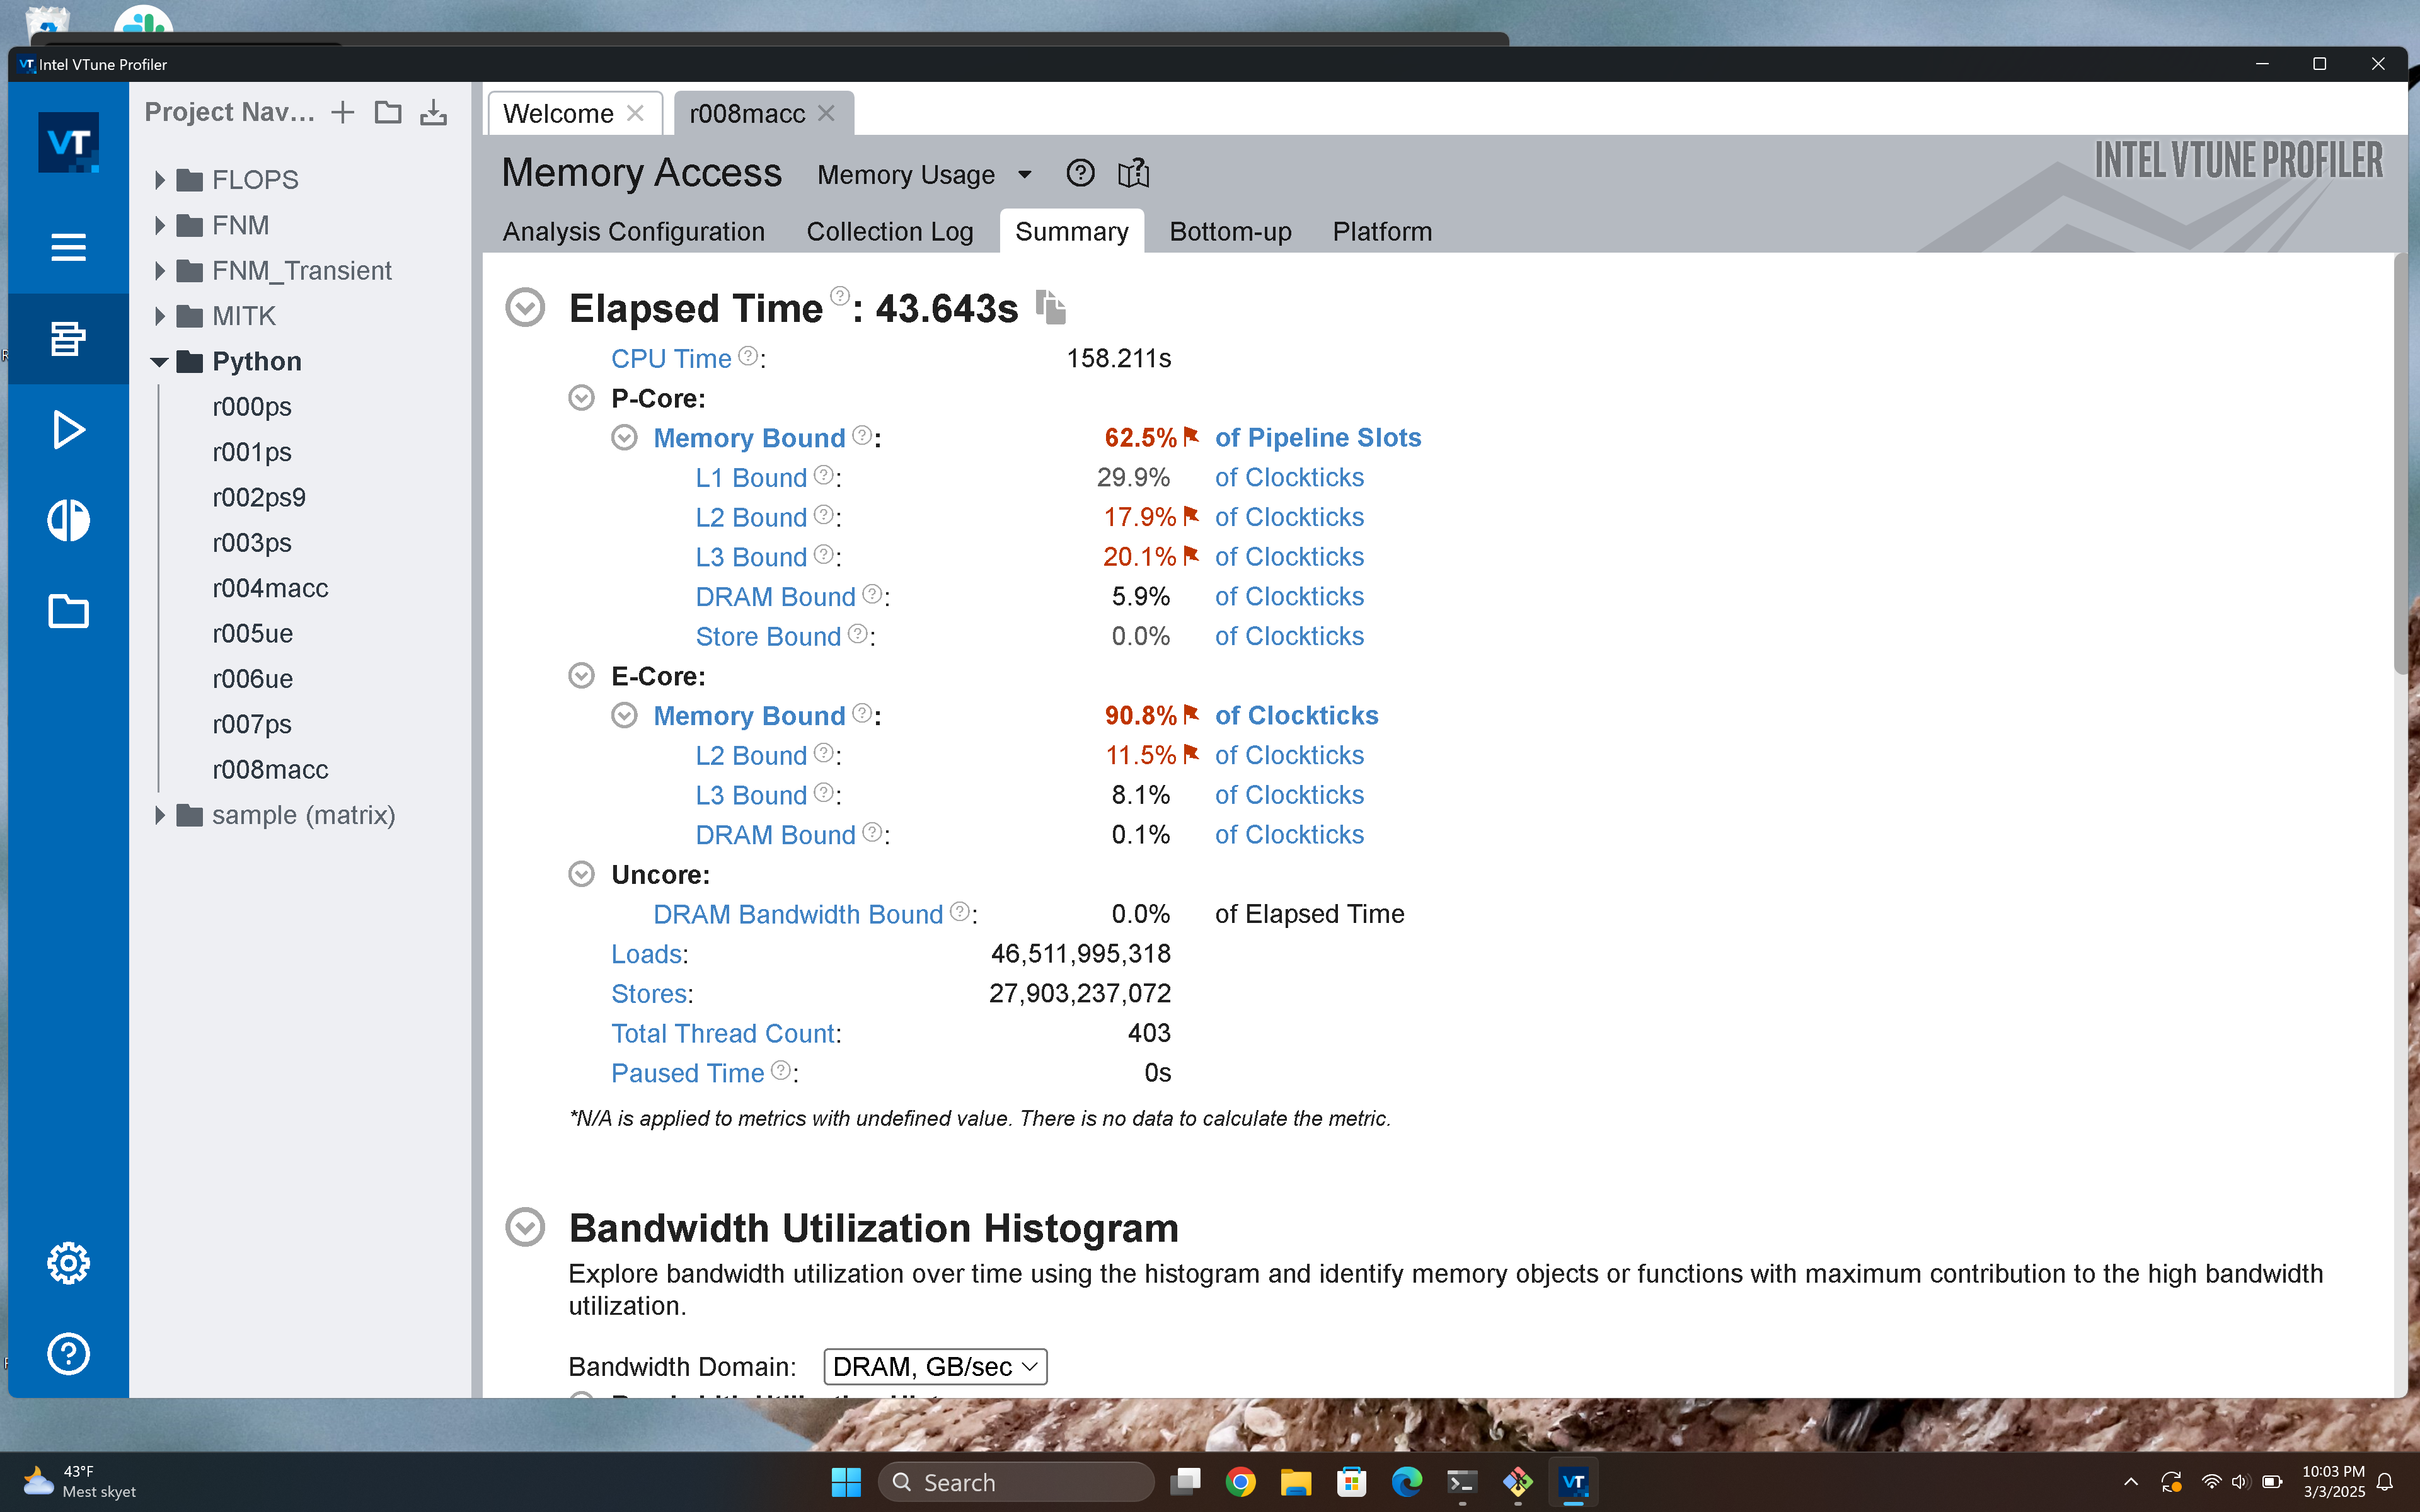 Intel VTune Profiler
VT
Project Nav...
FLOPS
FNM
FNM_Transient
MITK
Python
r000ps
r001ps
r002ps9
r003ps
r004macc
r005ue
r006ue
r007ps
r008macc
sample (matrix)
Welcome
r008macc
Memory Access Memory Usage
INTEL VTUNE PROFILER
Analysis Configuration Collection Log Summary Bottom-up Platform
Elapsed Time: 43.643s
CPU Time: 158.211s
P-Core:
Memory Bound: 62.5% of Pipeline Slots
L1 Bound: 29.9% of Clockticks
L2 Bound: 17.9% of Clockticks
L3 Bound: 20.1% of Clockticks
DRAM Bound: 5.9% of Clockticks
Store Bound: 0.0% of Clockticks
E-Core:
Memory Bound: 90.8% of Clockticks
L2 Bound: 11.5% of Clockticks
L3 Bound: 8.1% of Clockticks
DRAM Bound: 0.1% of Clockticks
Uncore:
DRAM Bandwidth Bound: 0.0% of Elapsed Time
Loads: 46,511,995,318
Stores: 27,903,237,072
Total Thread Count: 403
Paused Time: 0s
*N/A is applied to metrics with undefined value. There is no data to calculate the metric.
Bandwidth Utilization Histogram
Explore bandwidth utilization over time using the histogram and identify memory objects or functions with maximum contribution to the high bandwidth
utilization.
Bandwidth Domain: DRAM, GB/sec
43°F
Mest skyet
Search
VT
10:03 PM
3/3/2025